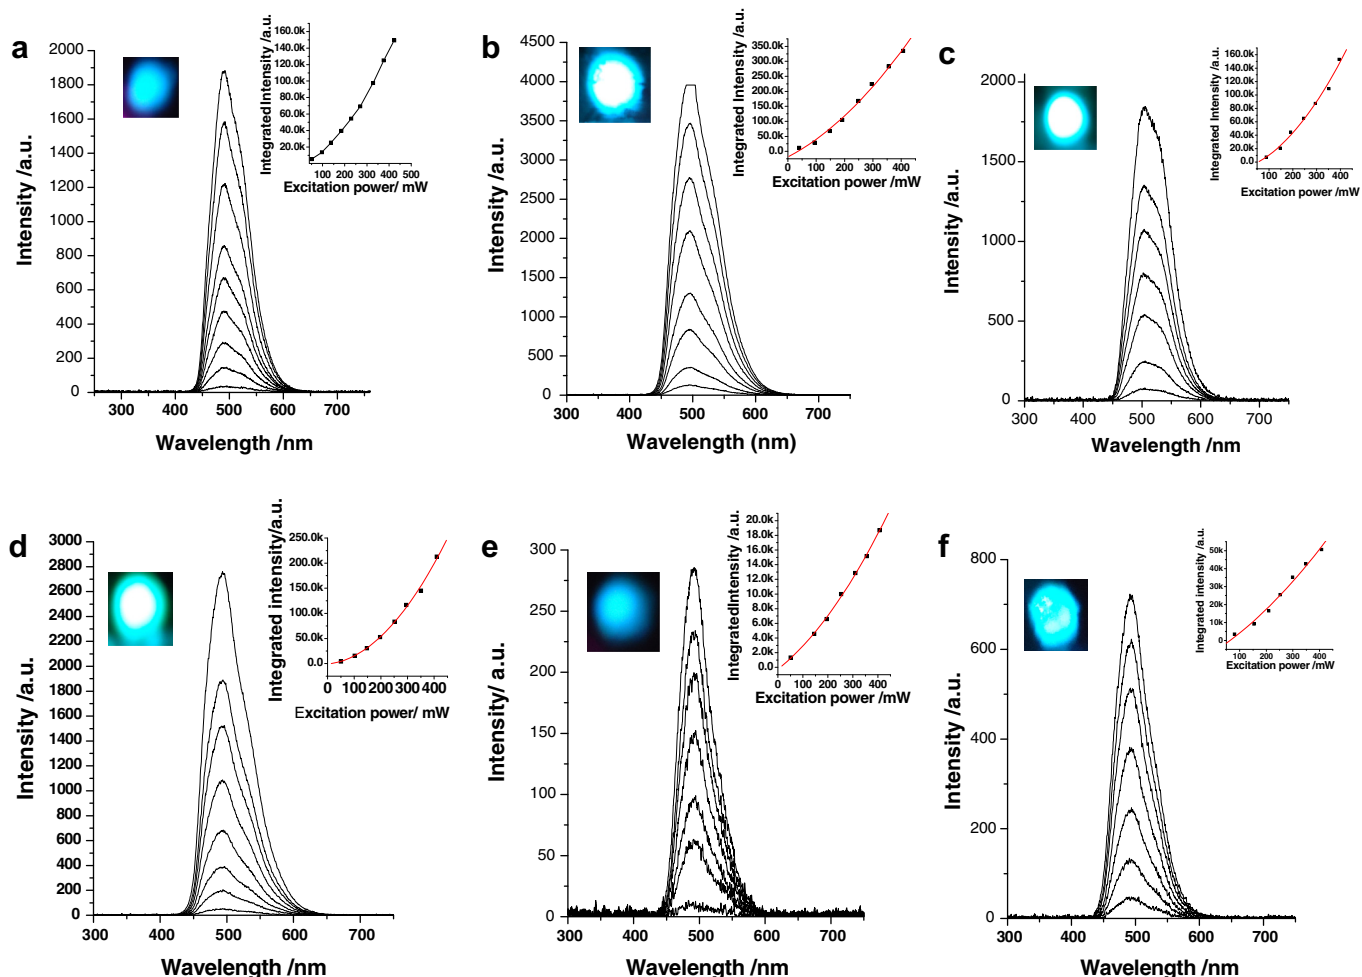 a
2000
1800
1600
1400
1200
1000
800
600
400
200
0
300 400 500 600 700
Intensity /a.u.
Wavelength /nm
160.0k
140.0k
120.0k
100.0k
80.0k
60.0k
40.0k
20.0k
100 200 300 400 500
IntegratedIntensity /a.u.
Excitation power/ mW
b
4500
4000
3500
3000
2500
2000
1500
1000
500
0
300 400 500 600 700
Intensity /a.u.
Wavelength (nm)
350.0k
300.0k
250.0k
200.0k
150.0k
100.0k
50.0k
0.0
0 100 200 300 400
Integrated Intensity /a.u.
Excitation power /mW
c
2000
1500
1000
500
0
300 400 500 600 700
Intensity /a.u.
Wavelength /nm
160.0k
140.0k
120.0k
100.0k
80.0k
60.0k
40.0k
20.0k
0.0
100 200 300 400
Integrated Intensity /a.u.
Excitation power /mW
d
3000
2800
2600
2400
2200
2000
1800
1600
1400
1200
1000
800
600
400
200
0
300 400 500 600 700
Intensity /a.u.
Wavelength /nm
250.0k
200.0k
150.0k
100.0k
50.0k
0.0
0 100 200 300 400
Integrated intensity/a.u.
Excitation power/ mW
e
300
250
200
150
100
50
0
300 400 500 600 700
Intensity/ a.u.
Wavelength /nm
20.0k
18.0k
16.0k
14.0k
12.0k
10.0k
8.0k
6.0k
4.0k
2.0k
0.0
0 100 200 300 400
IntegratedIntensity /a.u.
Excitation power /mW
f
800
600
400
200
0
300 400 500 600 700
Intensity /a.u.
Wavelength /nm
50k
40k
30k
20k
10k
0
100 200 300 400
Integrated intensity /a.u.
Excitation power /mW